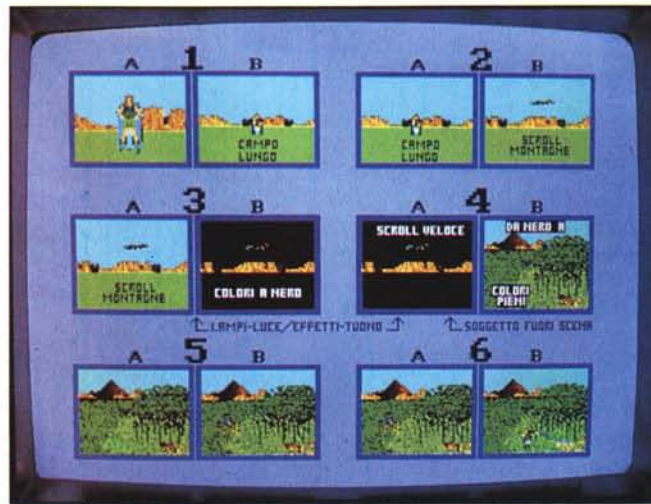 1
2
A B
A B
CAMPO
LUNGO
CAMPO
LUNGO
SCROLL
MONTAGNE
3
4
A B
A B
SCROLL
MONTAGNE
COLORI A NERO
SCROLL VELOCE
DA NERO A
COLORI
PIENI
LAMPI-LUCE/EFFETTI-TUONO
SOGGETTO FUORI SCENA
5
6
A B
A B